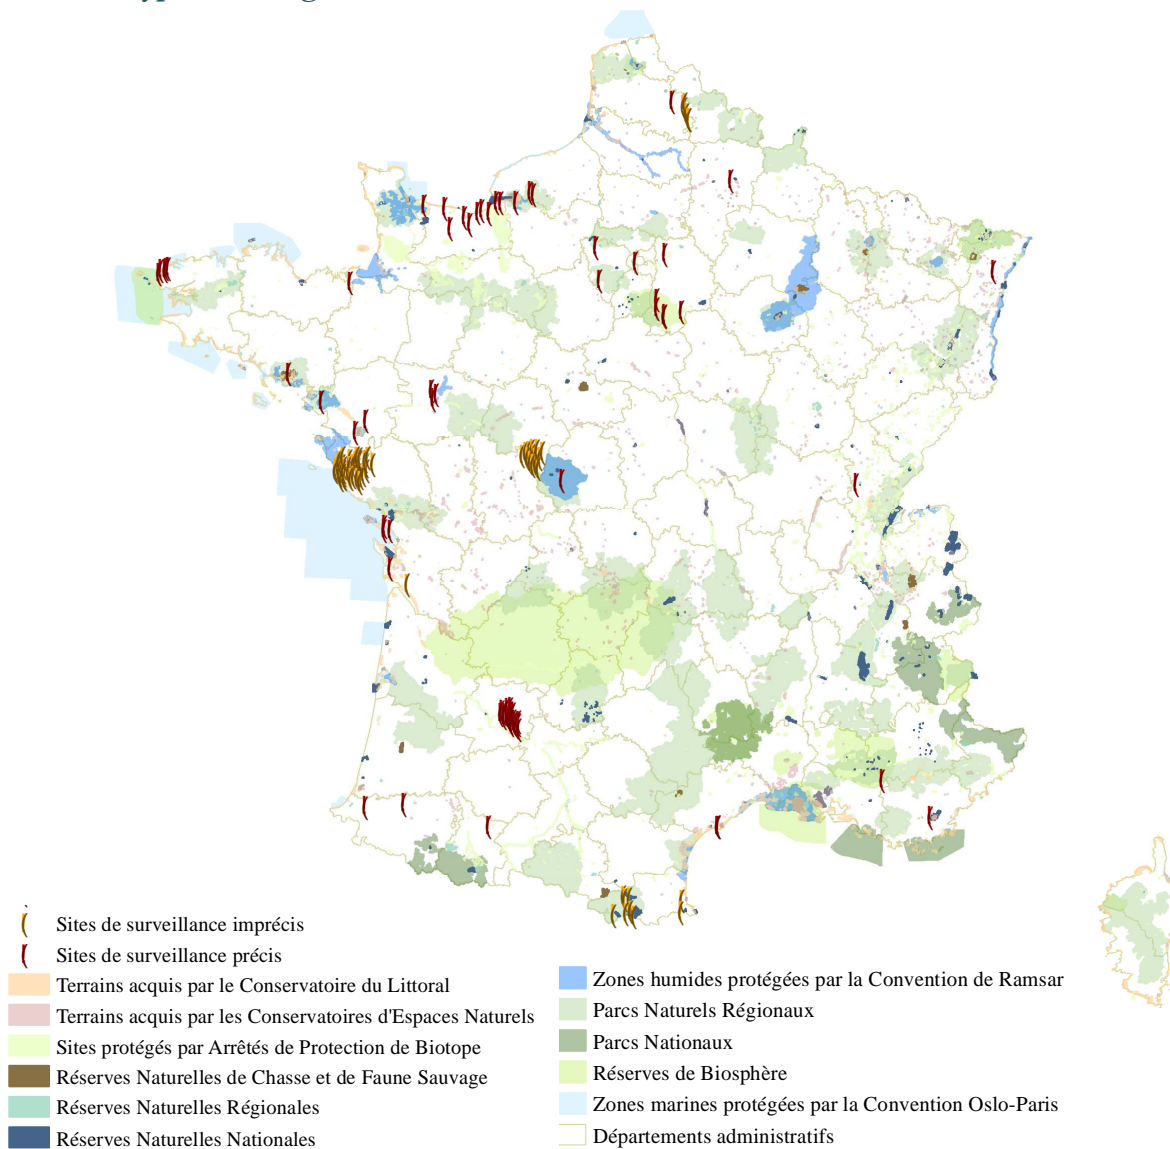 Sites de surveillance imprécis
Sites de surveillance précis
Terrains acquis par le Conservatoire du Littoral
Terrains acquis par les Conservatoires d'Espaces Naturels
Sites protégés par Arrêtés de Protection de Biotope
Réserves Naturelles de Chasse et de Faune Sauvage
Réserves Naturelles Régionales
Réserves Naturelles Nationales
Zones humides protégées par la Convention de Ramsar
Parcs Naturels Régionaux
Parcs Nationaux
Réserves de Biosphère
Zones marines protégées par la Convention Oslo-Paris
Départements administratifs